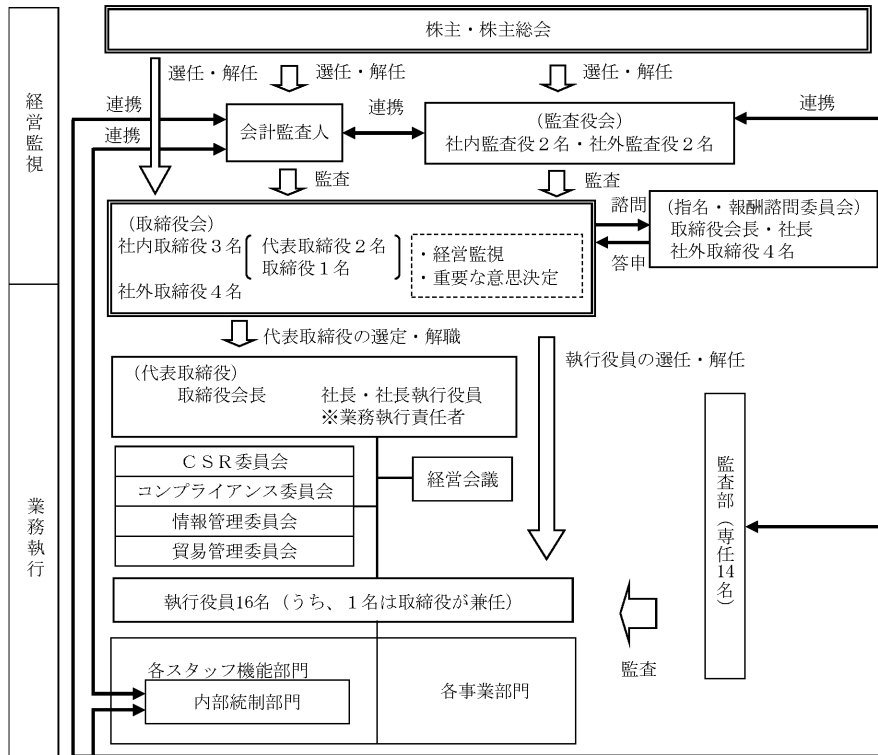 株主・株主総会
選任・解任
選任・解任
選任・解任
経営監視
連携
連携
連携
連携
会計監査人
(監査役会)
社内監査役2名・社外監査役2名
監査
監査
(取締役会)
社内取締役3名
代表取締役2名
取締役1名
社外取締役4名
・経営監視
・重要な意思決定
諮問
答申
(指名・報酬諮問委員会)
取締役会長・社長
社外取締役4名
代表取締役の選定・解職
執行役員の選任・解任
業務執行
(代表取締役)
取締役会長 社長・社長執行役員
※業務執行責任者
CSR委員会
コンプライアンス委員会
情報管理委員会
貿易管理委員会
経営会議
監査部(専任14名)
執行役員16名(うち、1名は取締役が兼任)
監査
各スタッフ機能部門
内部統制部門
各事業部門